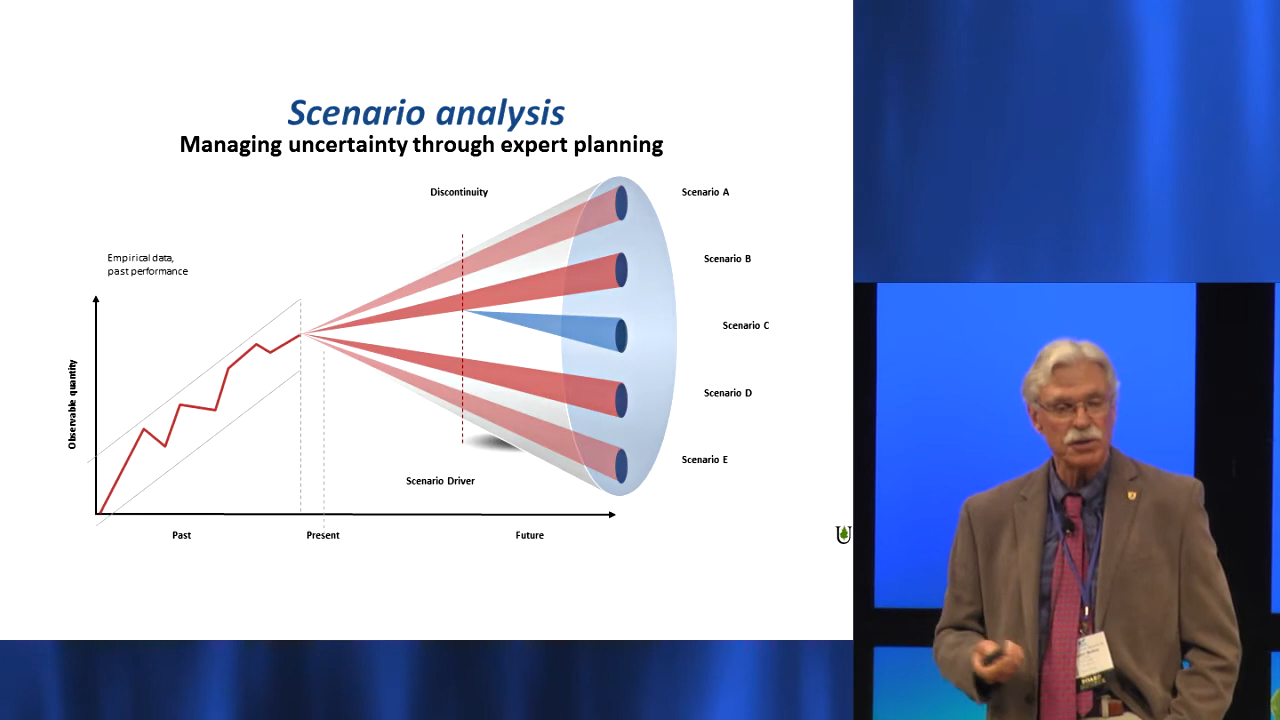 Scenario analysis
Managing uncertainty through expert planning
Discontinuity
Scenario A
Scenario B
Empirical data,
past performance
Scenario C
Observable quantity
Scenario D
Scenario E
Scenario Driver
Past
Present
Future
U
BOARD